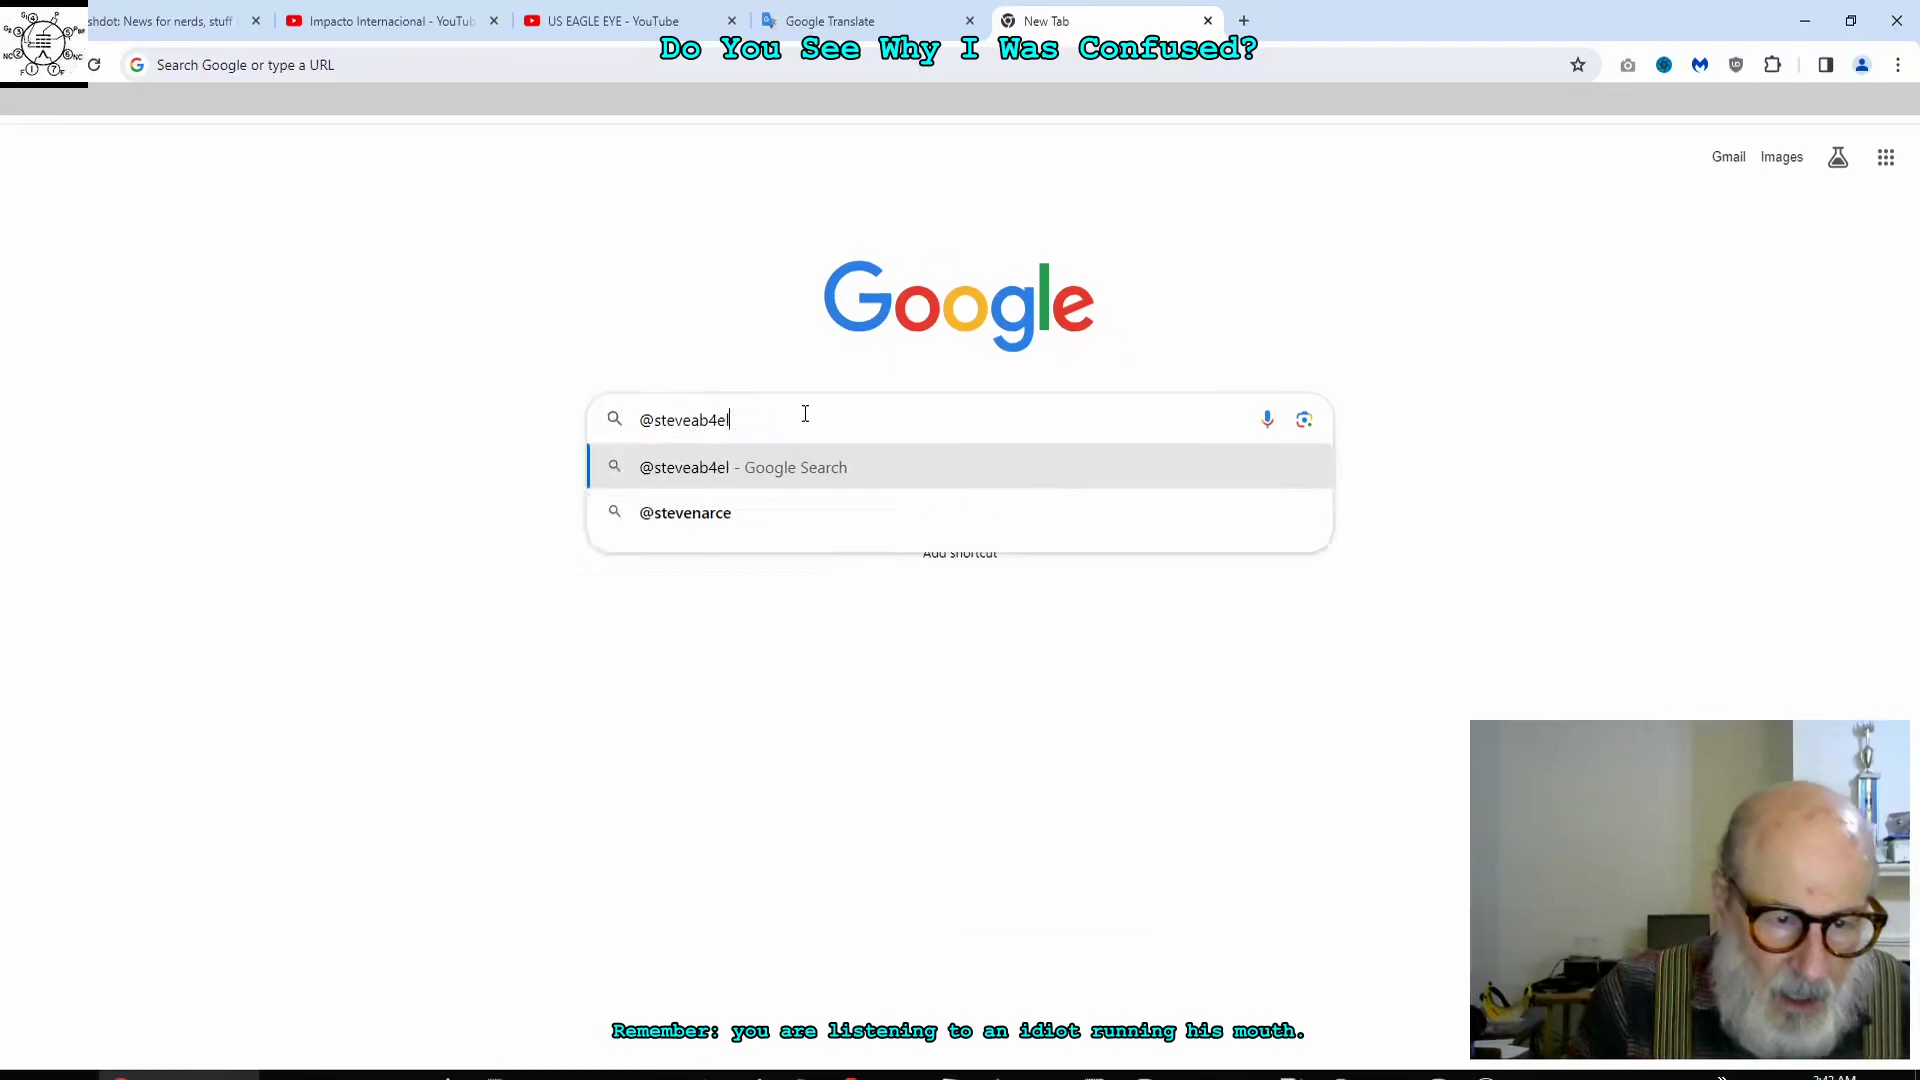 shdot: News for nerds, stuff
Impacto Internacional - YouTub
US EAGLE EYE - YouTube
Google Translate
New Tab
Do You See Why I Was Confused?
Search Google or type a URL
Gmail
Images
Google
@steveab4el
@steveab4el - Google Search
@stevenarce
Add shortcut
Remember: you are listening to an idiot running his mouth.